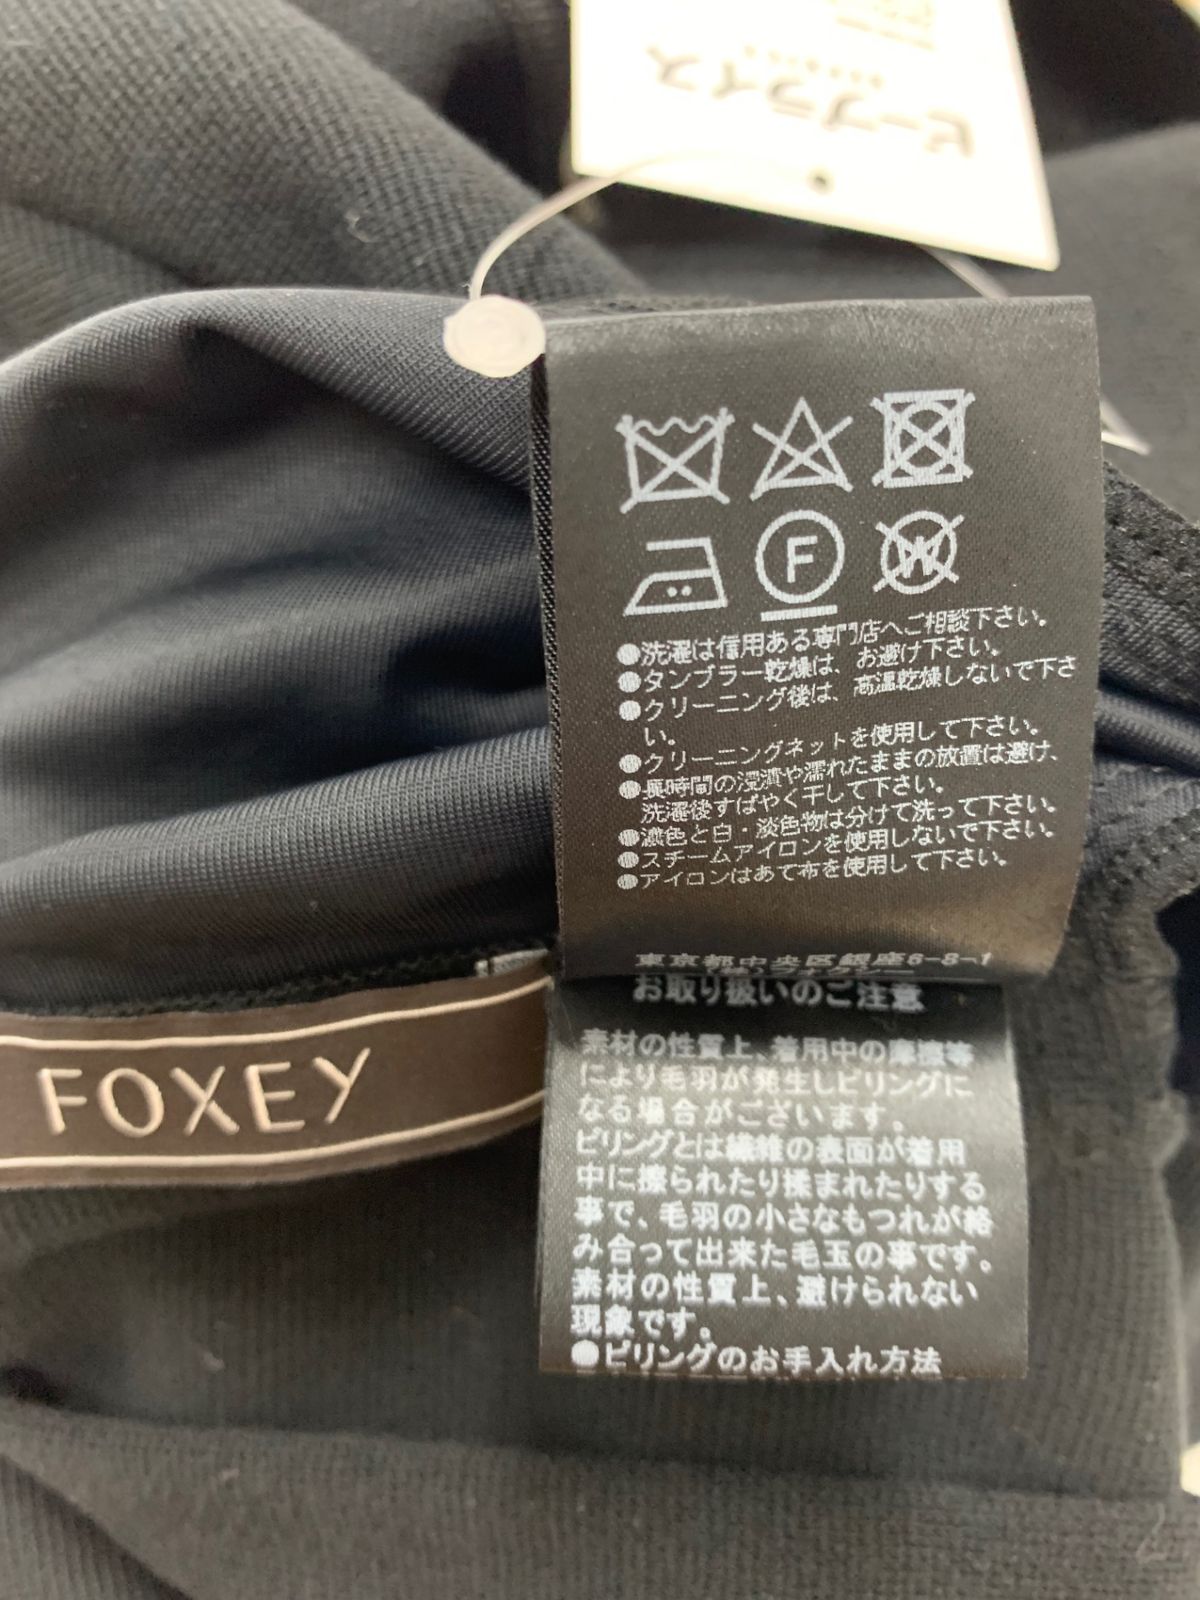 ビープライス
F
W
●洗濯は信用ある専門店へご相談下さい。
●タンブラー乾燥は、お避け下さい。
●クリーニング後は、高温乾燥しないで下さ
い。
●クリーニングネットを使用して下さい。
●長時間の浸漬や濡れたままの放置は避け、
洗濯後すばやく干して下さい。
●濃色と白・淡色物は分けて洗って下さい。
●スチームアイロンを使用しないで下さい。
●アイロンはあて布を使用して下さい。
東京都中央区銀座6-8-1
(株)フォクシー
お取り扱いのご注意
素材の性質上、着用中の摩擦等
により毛羽が発生しピリングに
なる場合がございます。
ピリングとは繊維の表面が着用
中に擦られたり揉まれたりする
事で、毛羽の小さなもつれが絡
み合って出来た毛玉の事です。
素材の性質上、避けられない
現象です。
●ピリングのお手入れ方法
FOXEY